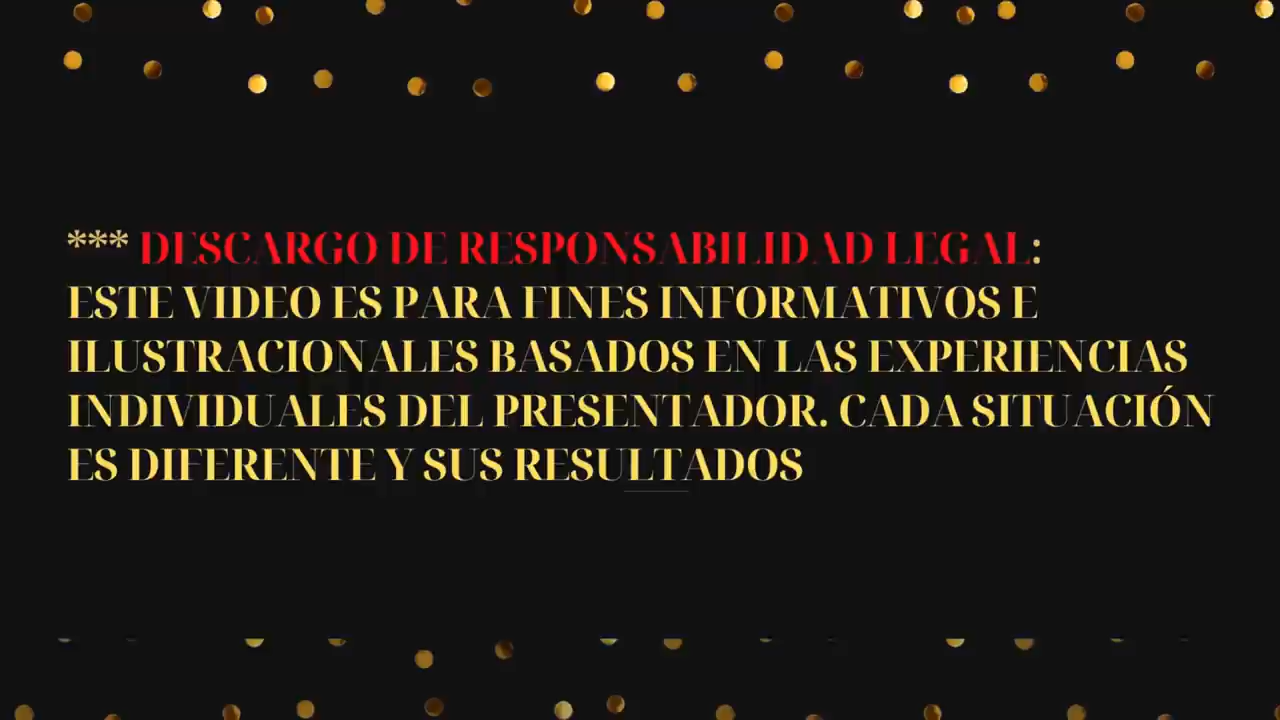 *** DESCARGO DE RESPONSABILIDAD LEGAL:
ESTE VIDEO ES PARA FINES INFORMATIVOS E
ILUSTRACIONALES BASADOS EN LAS EXPERIENCIAS
INDIVIDUALES DEL PRESENTADOR. CADA SITUACIÓN
ES DIFERENTE Y SUS RESULTADOS